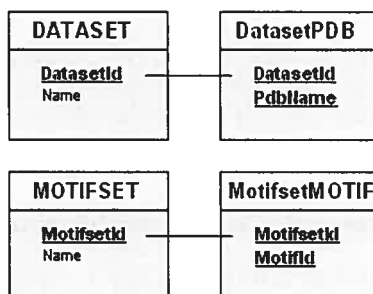 DATASET
DatasetId
Name
DatasetPDB
DatasetId
PdbName
MOTIFSET
MotifsetId
Name
MotifsetMOTIF
MotifsetId
MotifId